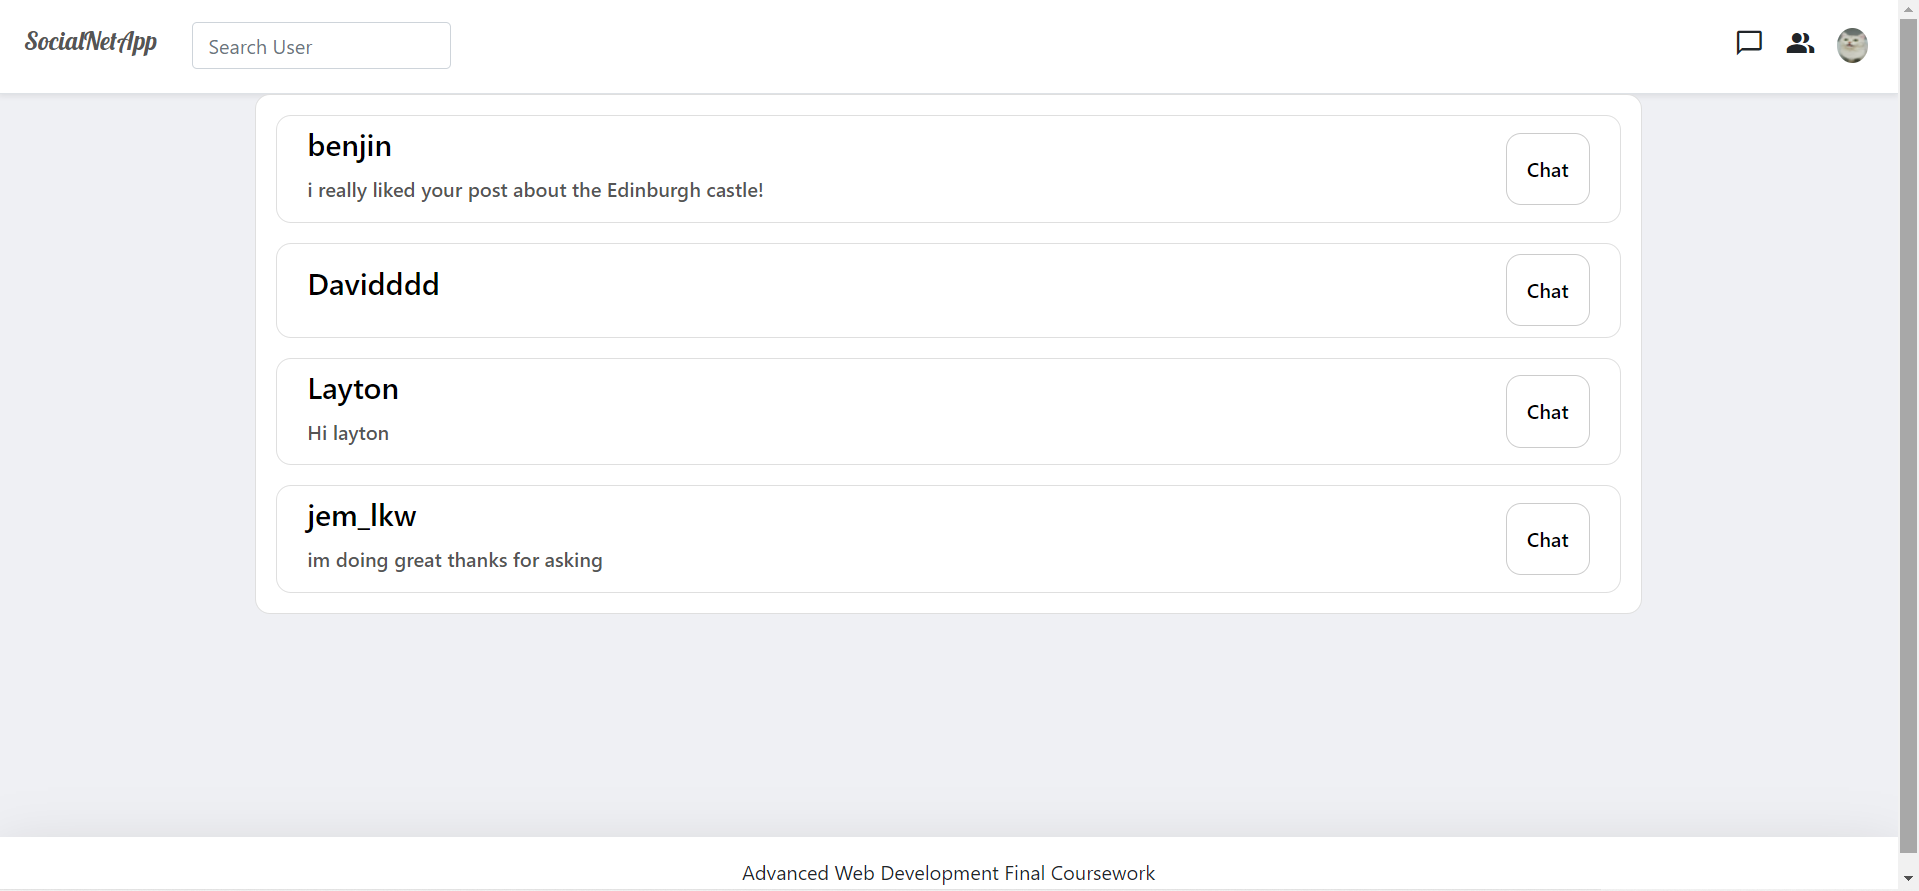 SocialNetApp
Search User
benjin
i really liked your post about the Edinburgh castle!
Chat
Davidddd
Chat
Layton
Hi layton
Chat
jem_lkw
im doing great thanks for asking
Chat
Advanced Web Development Final Coursework